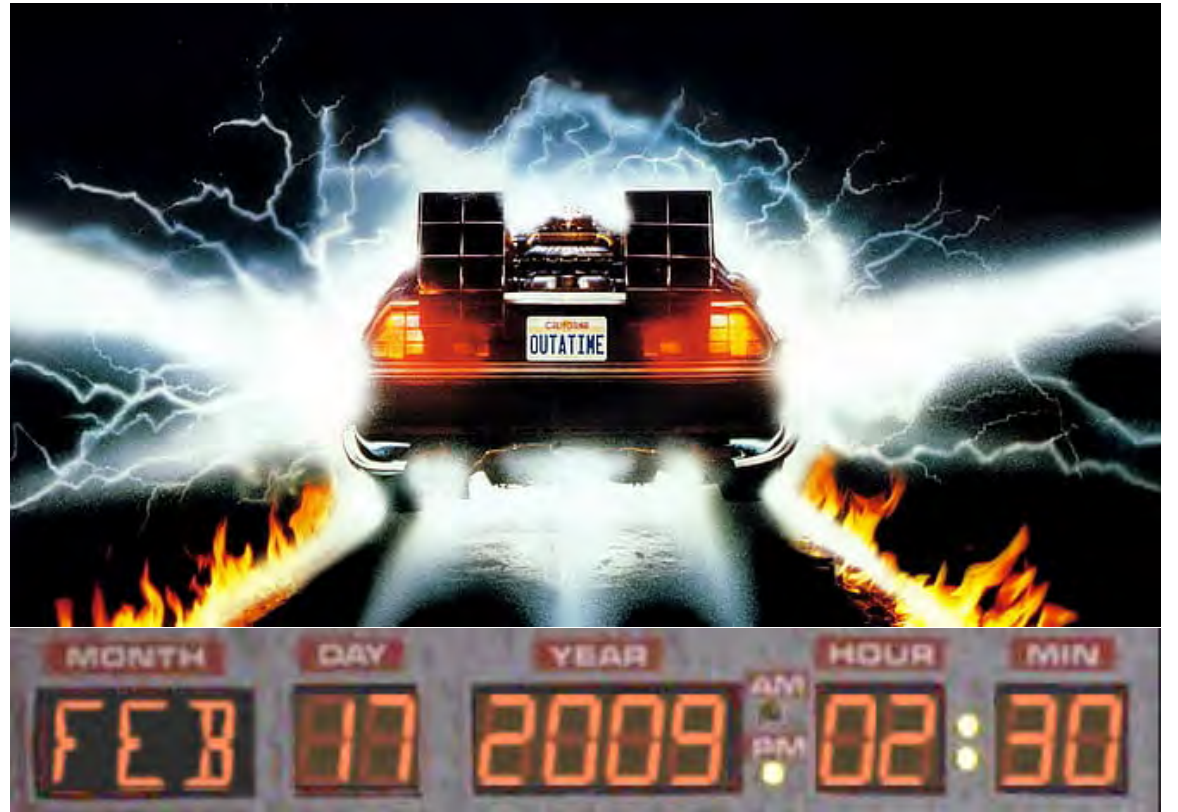 CALIFORNIA
OUTATIME
MONTH DAY YEAR HOUR MIN
AM
FEB 17 2009 02:30
PM